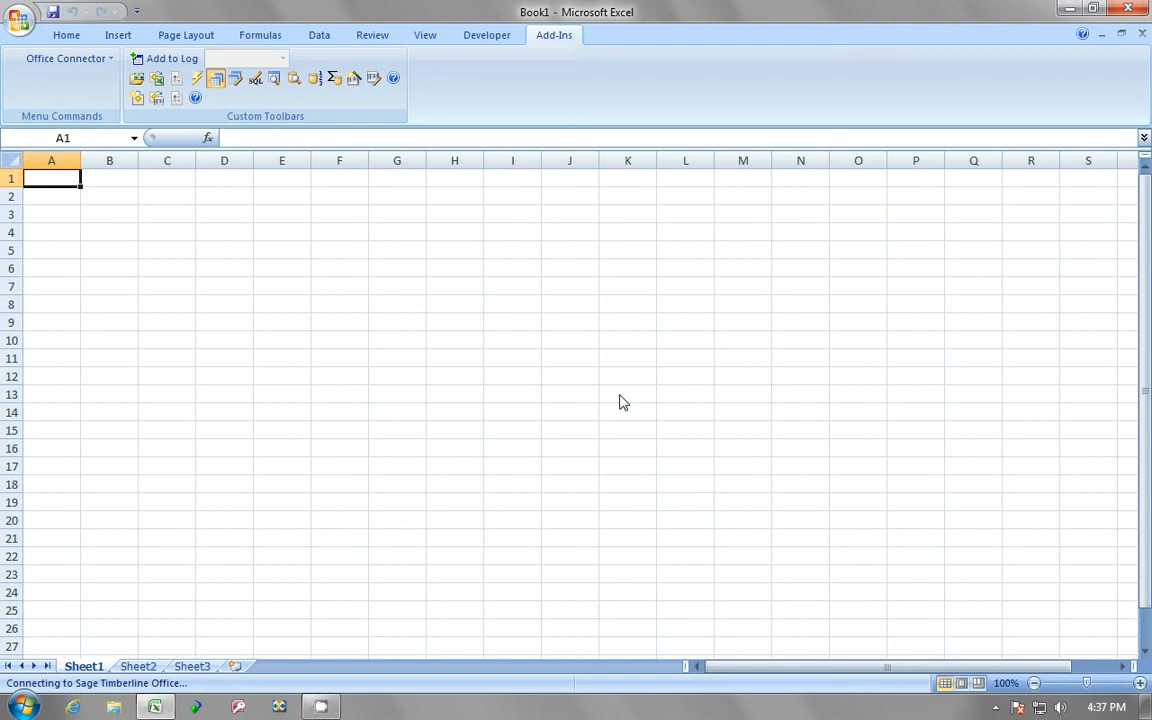 Book1 - Microsoft Excel
Home Insert Page Layout Formulas Data Review View Developer Add-Ins
Office Connector Add to Log
SQL
Menu Commands Custom Toolbars
A1 fx
A B C D E F G H I J K L M N O P Q R S
1
2
3
4
5
6
7
8
9
10
11
12
13
14
15
16
17
18
19
20
21
22
23
24
25
26
27
Sheet1 Sheet2 Sheet3
Connecting to Sage Timberline Office... 100%
4:37 PM